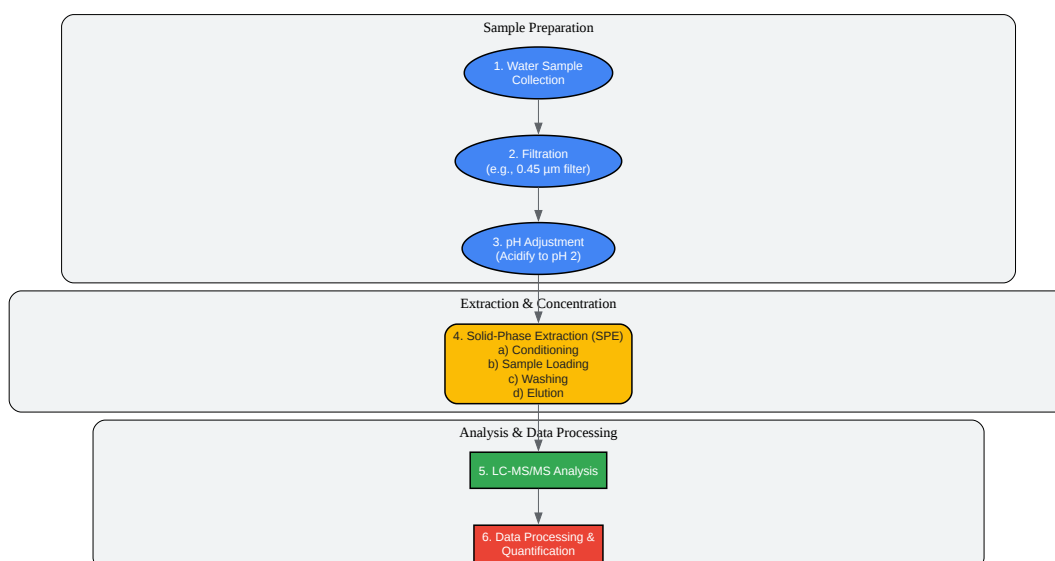 Sample Preparation
1. Water Sample
Collection
2. Filtration
(e.g., 0.45 µm filter)
3. pH Adjustment
(Acidify to pH 2)
Extraction & Concentration
4. Solid-Phase Extraction (SPE)
a) Conditioning
b) Sample Loading
c) Washing
d) Elution
Analysis & Data Processing
5. LC-MS/MS Analysis
6. Data Processing &
Quantification